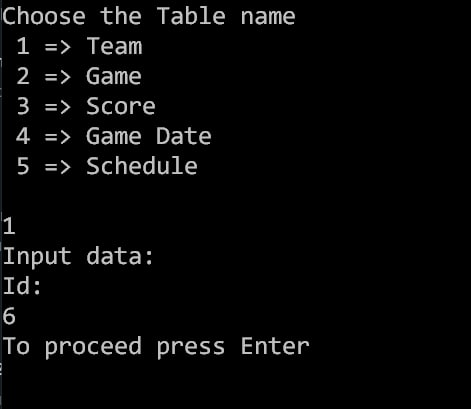 Choose the Table name
1 => Team
2 => Game
3 => Score
4 => Game Date
5 => Schedule
1
Input data:
Id:
6
To proceed press Enter